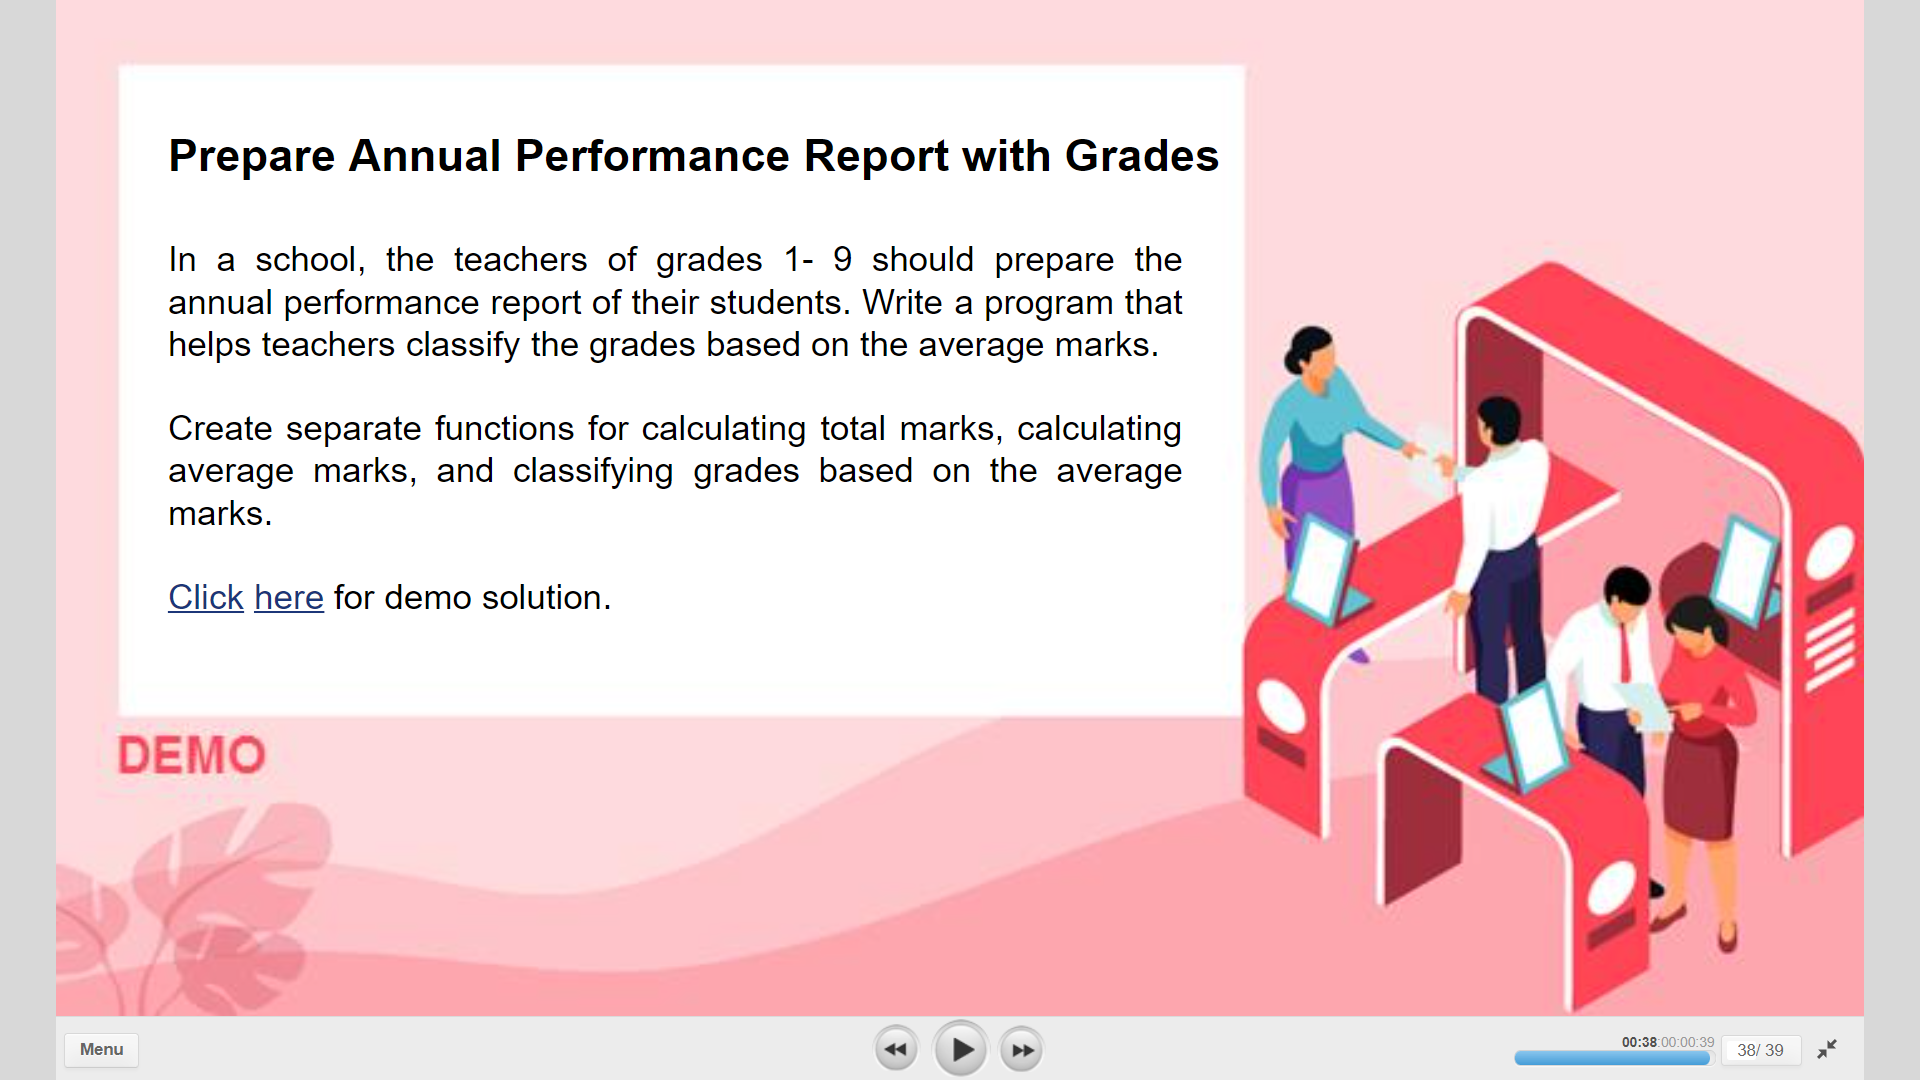 Prepare Annual Performance Report with Grades
In a school, the teachers of grades 1- 9 should prepare the
annual performance report of their students. Write a program that
helps teachers classify the grades based on the average marks.
Create separate functions for calculating total marks, calculating
average marks, and classifying grades based on the average
marks.
Click here for demo solution.
DEMO
Menu
00:38:00:00:39
38/ 39